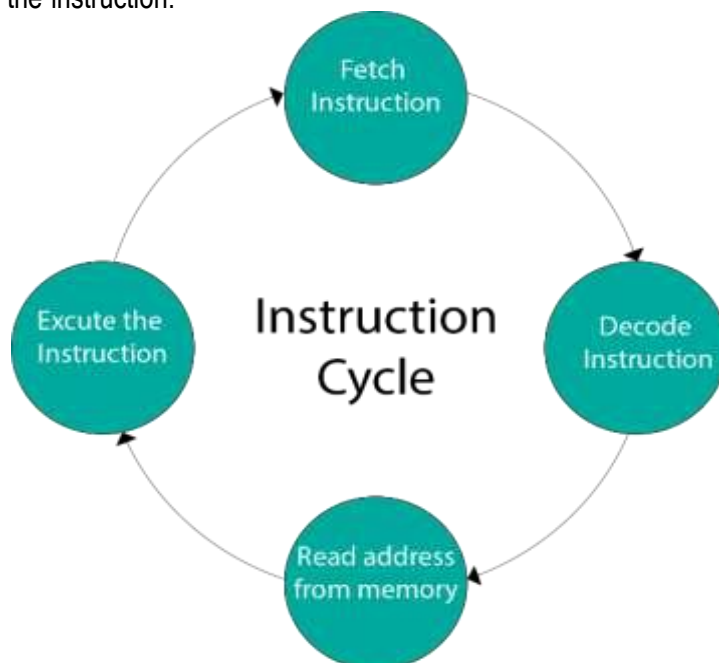 the instruction.
Fetch
Instruction
Excute the
Instruction
Instruction
Cycle
Decode
Instruction
Read address
from memory